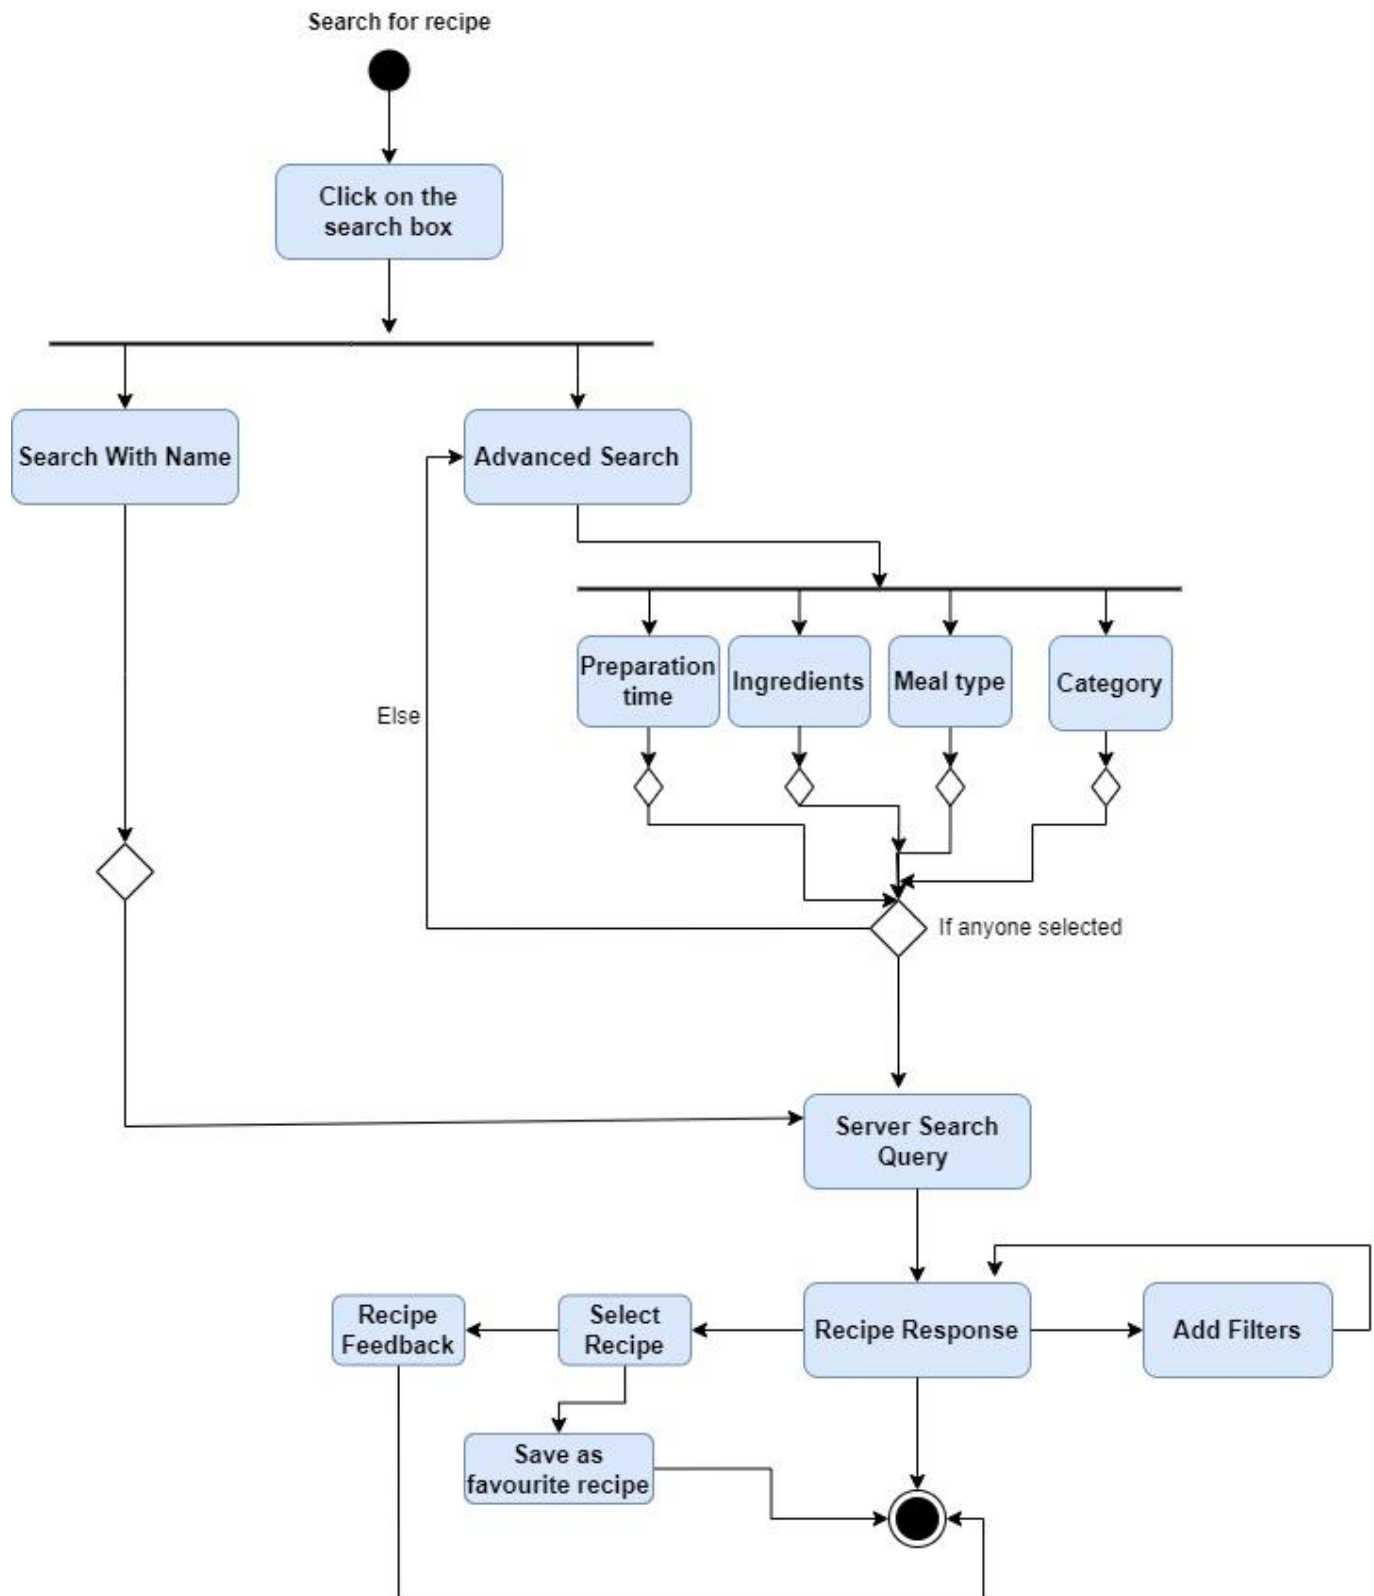 Search for recipe
Click on the
search box
Search With Name
Advanced Search
Preparation
time
Ingredients
Meal type
Category
Else
If anyone selected
Server Search
Query
Recipe
Feedback
Select
Recipe
Recipe Response
Add Filters
Save as
favourite recipe